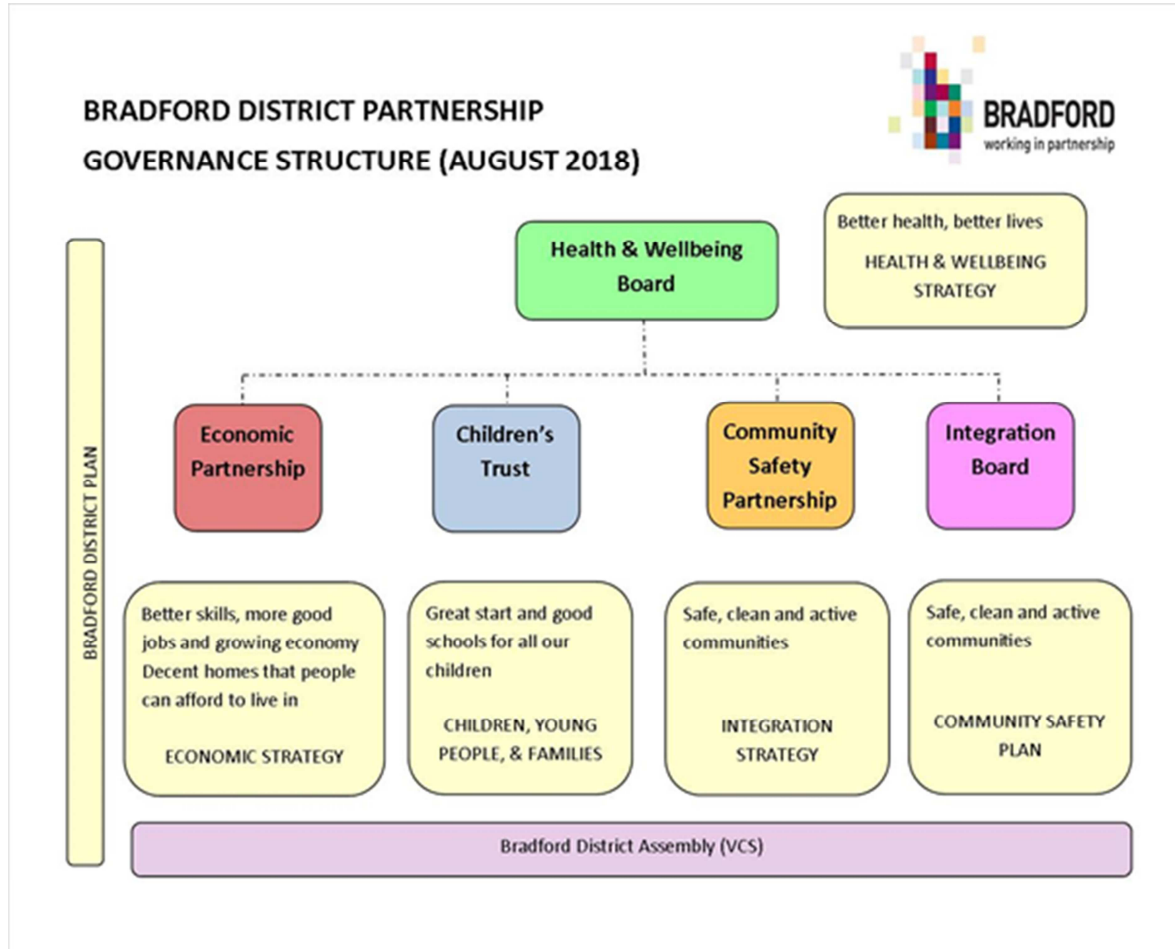 BRADFORD DISTRICT PARTNERSHIP
GOVERNANCE STRUCTURE (AUGUST 2018)
BRADFORD
working in partnership
Health & Wellbeing
Board
Better health, better lives
HEALTH & WELLBEING
STRATEGY
BRADFORD DISTRICT PLAN
Economic
Partnership
Children's
Trust
Community
Safety
Partnership
Integration
Board
Better skills, more good
jobs and growing economy
Decent homes that people
can afford to live in
ECONOMIC STRATEGY
Great start and good
schools for all our
children
CHILDREN, YOUNG
PEOPLE, & FAMILIES
Safe, clean and active
communities
INTEGRATION
STRATEGY
Safe, clean and active
communities
COMMUNITY SAFETY
PLAN
Bradford District Assembly (VCS)